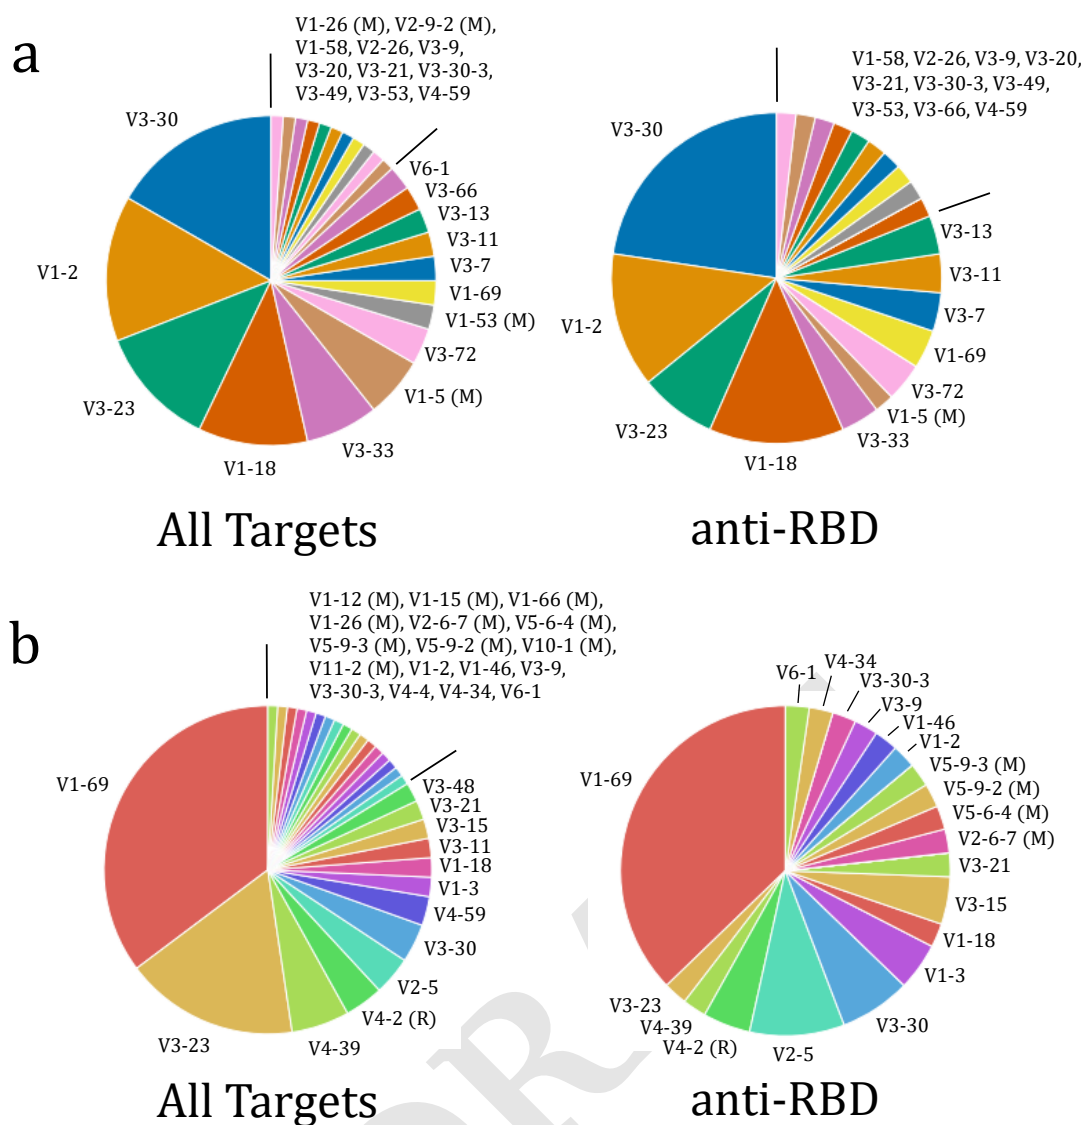 a
V1-26 (M), V2-9-2 (M),
V1-58, V2-26, V3-9,
V3-20, V3-21, V3-30-3,
V3-49, V3-53, V4-59
V3-30
V6-1
V3-66
V3-13
V3-11
V3-7
V1-69
V1-53 (M)
V3-72
V1-5 (M)
V3-33
V1-18
V3-23
V1-2
All Targets
V1-58, V2-26, V3-9, V3-20,
V3-21, V3-30-3, V3-49,
V3-53, V3-66, V4-59
V3-30
V3-13
V3-11
V3-7
V1-69
V3-72
V1-5 (M)
V3-33
V1-18
V3-23
V1-2
anti-RBD
b
V1-12 (M), V1-15 (M), V1-66 (M),
V1-26 (M), V2-6-7 (M), V5-6-4 (M),
V5-9-3 (M), V5-9-2 (M), V10-1 (M),
V11-2 (M), V1-2, V1-46, V3-9,
V3-30-3, V4-4, V4-34, V6-1
V1-69
V3-48
V3-21
V3-15
V3-11
V1-18
V1-3
V4-59
V3-30
V2-5
V4-2 (R)
V4-39
V3-23
All Targets
V6-1
V4-34
V3-30-3
V3-9
V1-46
V1-2
V5-9-3 (M)
V5-9-2 (M)
V5-6-4 (M)
V2-6-7 (M)
V3-21
V3-15
V1-18
V1-3
V3-30
V2-5
V4-2 (R)
V4-39
V3-23
V1-69
anti-RBD